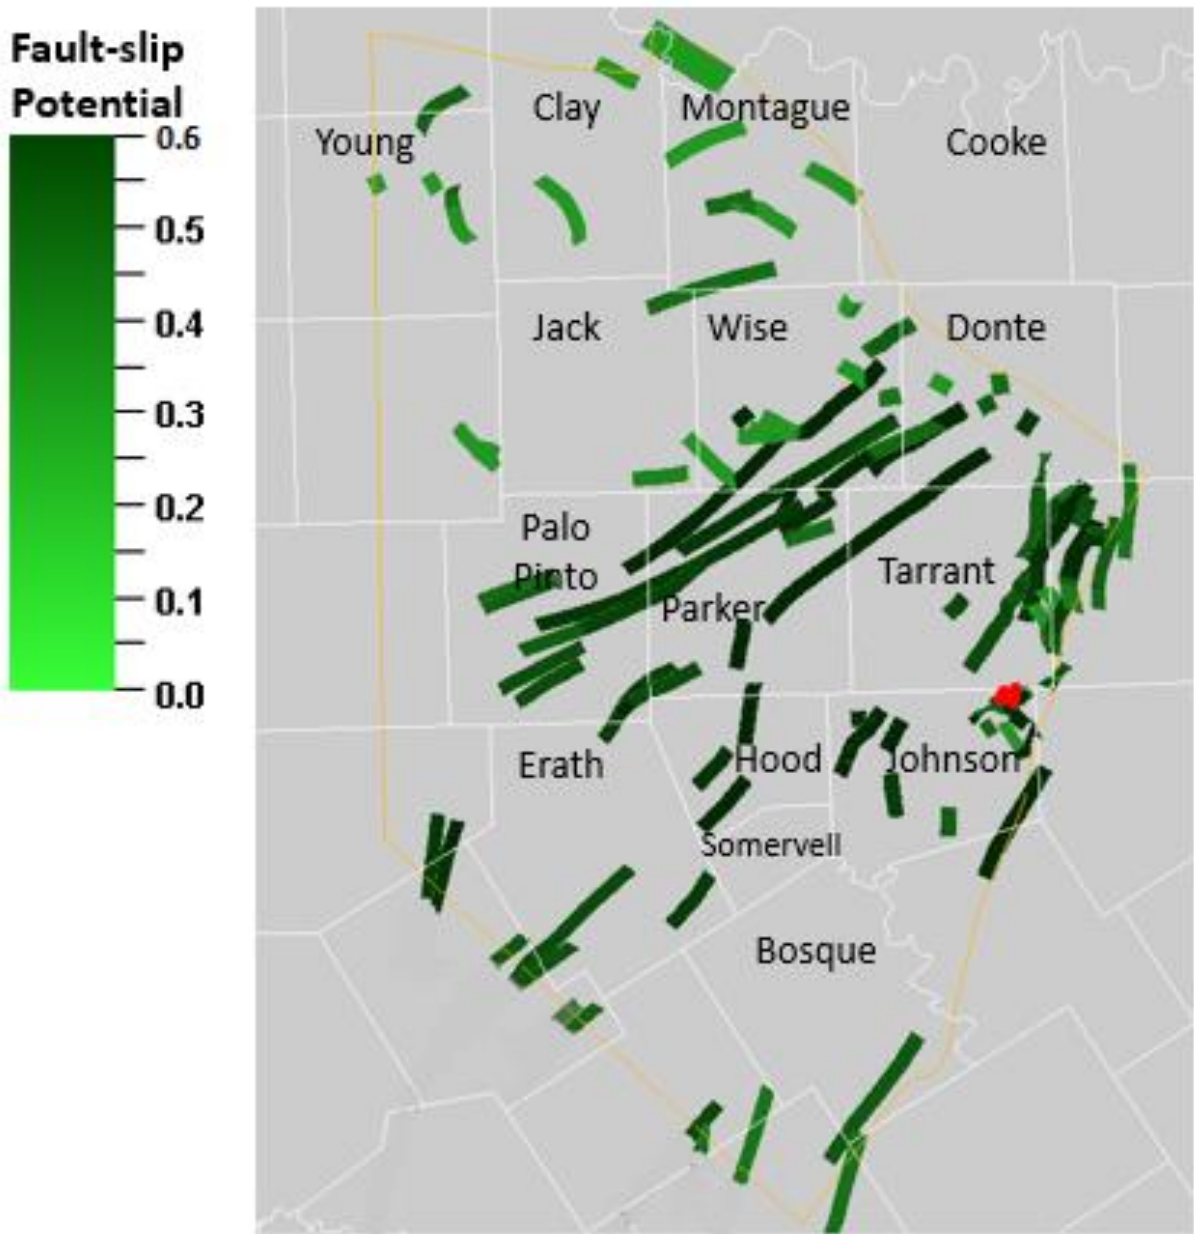 Fault-slip
Potential
0.6
0.5
0.4
0.3
0.2
0.1
0.0
Clay
Montague
Young
Cooke
Jack
Wise
Donte
Palo
Pinto
Tarrant
Parker
Erath
Hood
Johnson
Somervell
Bosque